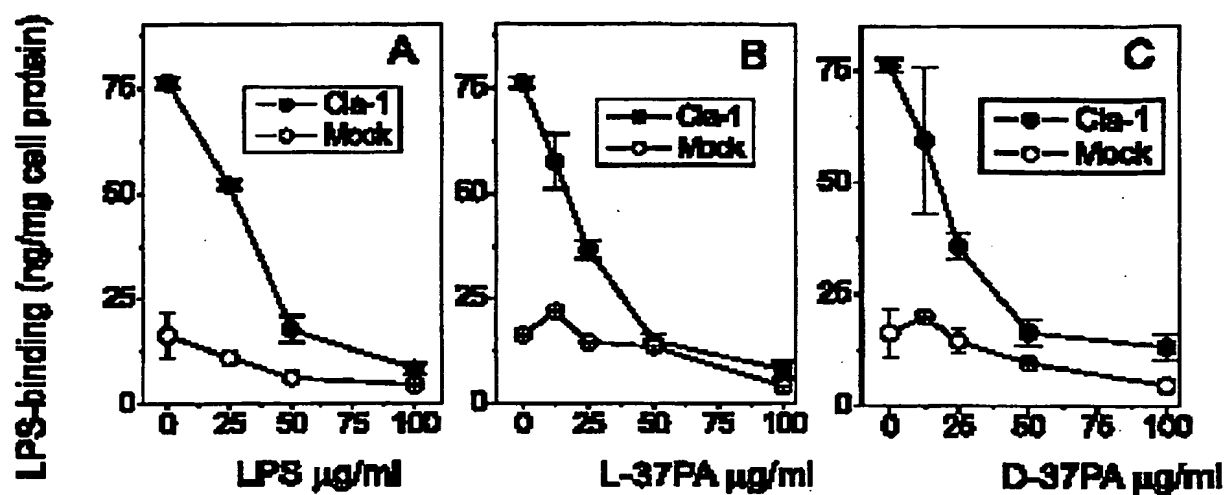 LPS-binding (ng/mg cell protein)
A
75
50
25
0
Cla-1
Mock
0 25 50 75 100
LPS µg/ml
B
75
50
25
0
Cla-1
Mock
0 25 50 75 100
L-37PA µg/ml
C
75
50
25
0
Cla-1
Mock
0 25 50 75 100
D-37PA µg/ml